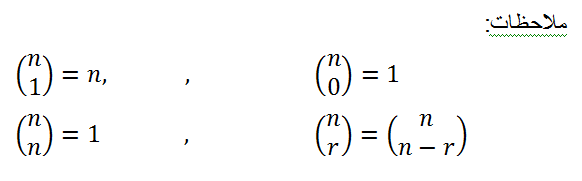 ملاحظات:
(n 1) = n, , (n 0) = 1
(n n) = 1 , (n r) = (n n − r)